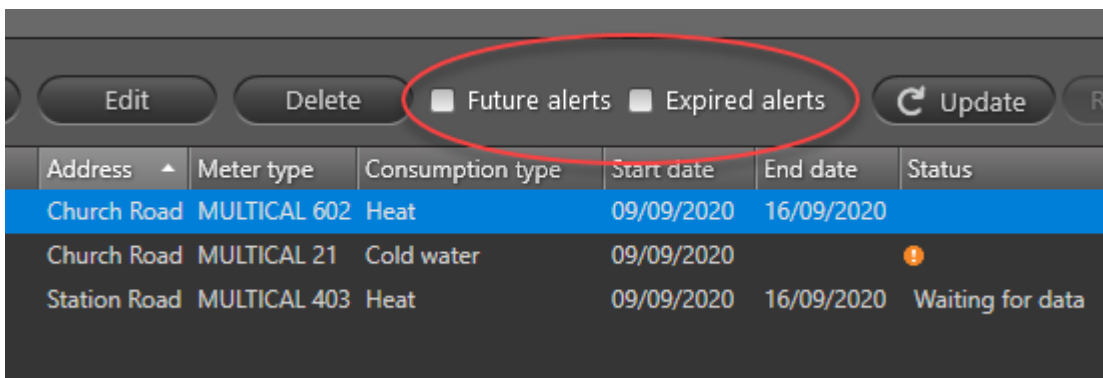 Edit Delete Future alerts Expired alerts Update R
Address Meter type Consumption type Start date End date Status
Church Road MULTICAL 602 Heat 09/09/2020 16/09/2020
Church Road MULTICAL 21 Cold water 09/09/2020
Station Road MULTICAL 403 Heat 09/09/2020 16/09/2020 Waiting for data